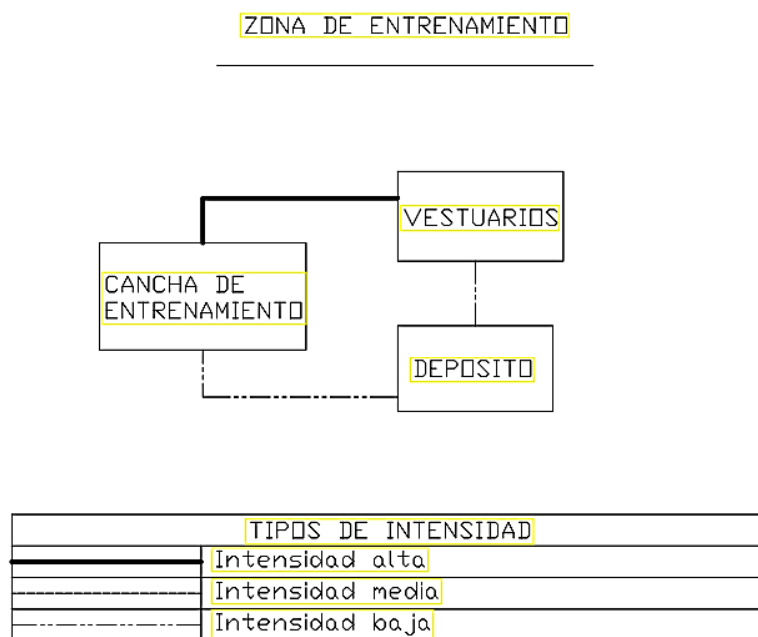 ZONA DE ENTRENAMIENTO
VESTUARIOS
CANCHA DE
ENTRENAMIENTO
DEPOSITO
TIPOS DE INTENSIDAD
Intensidad alta
Intensidad media
Intensidad baja